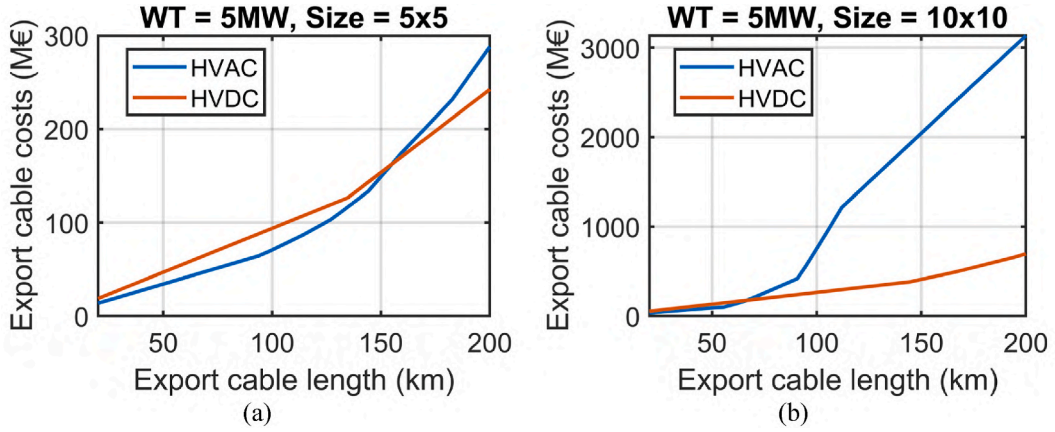 WT = 5MW, Size = 5x5
Export cable costs (M€)
300
200
100
0
HVAC
HVDC
50
100
150
200
Export cable length (km)
(a)
WT = 5MW, Size = 10x10
Export cable costs (M€)
3000
2000
1000
0
HVAC
HVDC
50
100
150
200
Export cable length (km)
(b)